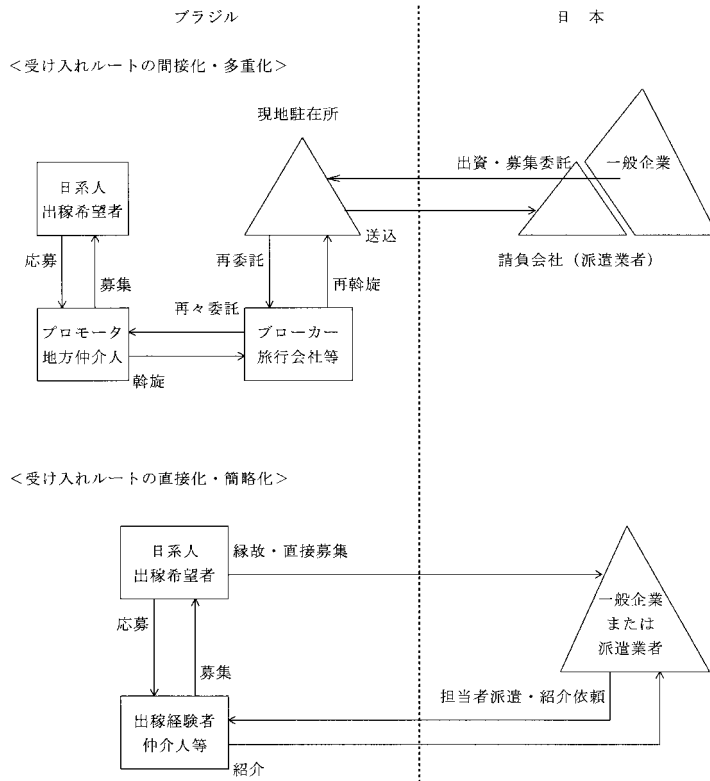 ブラジル
日 本
＜受け入れルートの間接化・多重化＞
現地駐在所
出資・募集委託
一般企業
日系人
出稼希望者
送込
請負会社（派遣業者）
応募
募集
再委託
再斡旋
再々委託
プロモータ
地方仲介人
ブローカー
旅行会社等
斡旋
＜受け入れルートの直接化・簡略化＞
日系人
出稼希望者
縁故・直接募集
一般企業
または
派遣業者
応募
募集
担当者派遣・紹介依頼
出稼経験者
仲介人等
紹介